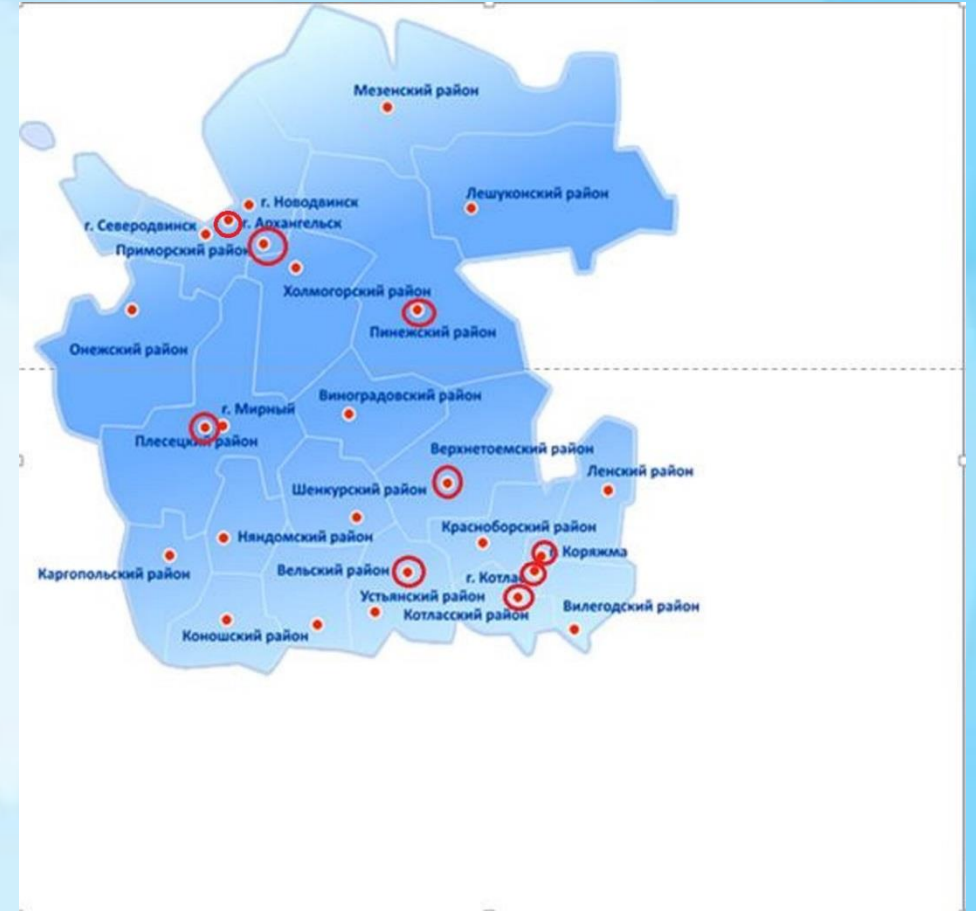 Мезенский район
Лешуконский район
г. Новодвинск
г. Архангельск
г. Северодвинск
Приморский район
Холмогорский район
Пинежский район
Онежский район
Виноградовский район
г. Мирный
Плесецкий район
Верхнетоемский район
Ленский район
Шенкурский район
Красноборский район
Няндомский район
г. Коряжма
Каргопольский район
Вельский район
г. Котлас
Устьянский район
Котласский район
Вилегодский район
Коношский район